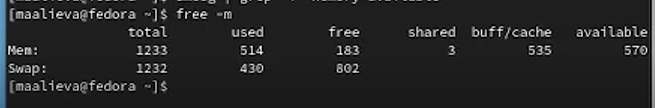 [maalieva@fedora ~]$ free -m
total used free shared buff/cache available
Mem: 1233 514 183 3 535 570
Swap: 1232 430 802
[maalieva@fedora ~]$